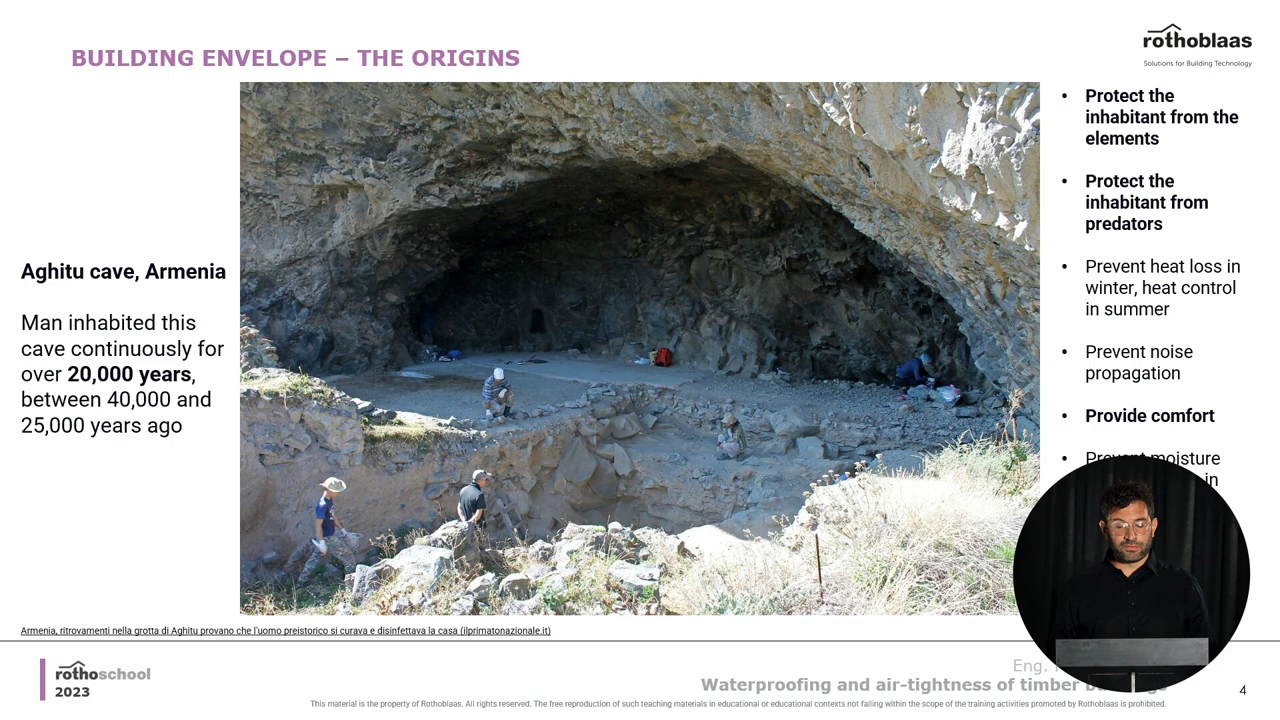 BUILDING ENVELOPE – THE ORIGINS
rothoblaas
Solutions for Building Technology
Aghitu cave, Armenia
Man inhabited this
cave continuously for
over 20,000 years,
between 40,000 and
25,000 years ago
• Protect the
inhabitant from the
elements
• Protect the
inhabitant from
predators
• Prevent heat loss in
winter, heat control
in summer
• Prevent noise
propagation
• Provide comfort
• Prevent moisture
in
Armenia, ritrovamenti nella grotta di Aghitu provano che l'uomo preistorico si curava e disinfettava la casa (ilprimatonazionale.it)
rothoschool
2023
Eng.
Waterproofing and air-tightness of timber
This material is the property of Rothoblaas. All rights reserved. The free reproduction of such teaching materials in educational or educational contexts not falling within the scope of the training activities promoted by Rothoblaas is prohibited.
4